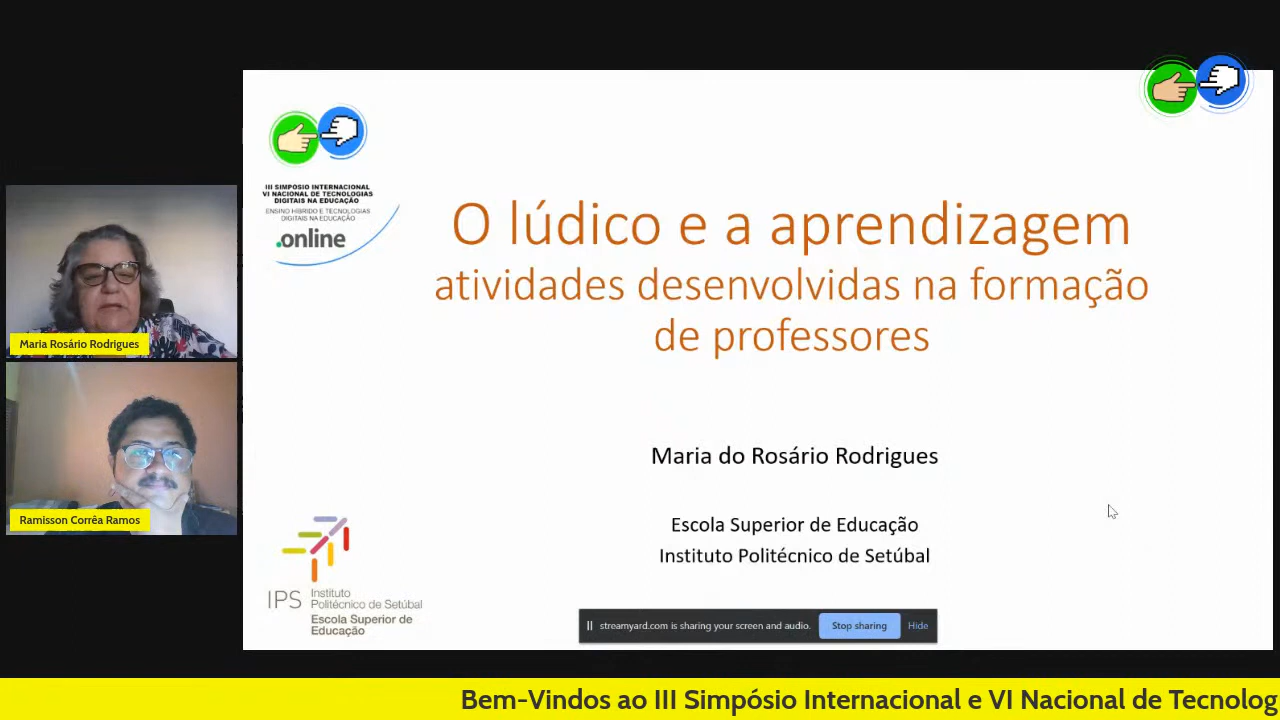 III SIMPÓSIO INTERNACIONAL
VI NACIONAL DE TECNOLOGIAS
DIGITAIS NA EDUCAÇÃO
ENSINO HÍBRIDO E TECNOLOGIAS
DIGITAIS NA EDUCAÇÃO
.online
O lúdico e a aprendizagem
atividades desenvolvidas na formação
de professores
Maria do Rosário Rodrigues
Escola Superior de Educação
Instituto Politécnico de Setúbal
IPS
Instituto
Politécnico de Setúbal
Escola Superior de
Educação
streamyard.com is sharing your screen and audio.
Stop sharing
Hide
Maria Rosário Rodrigues
Ramisson Corrêa Ramos
Bem-Vindos ao III Simpósio Internacional e VI Nacional de Tecnolog